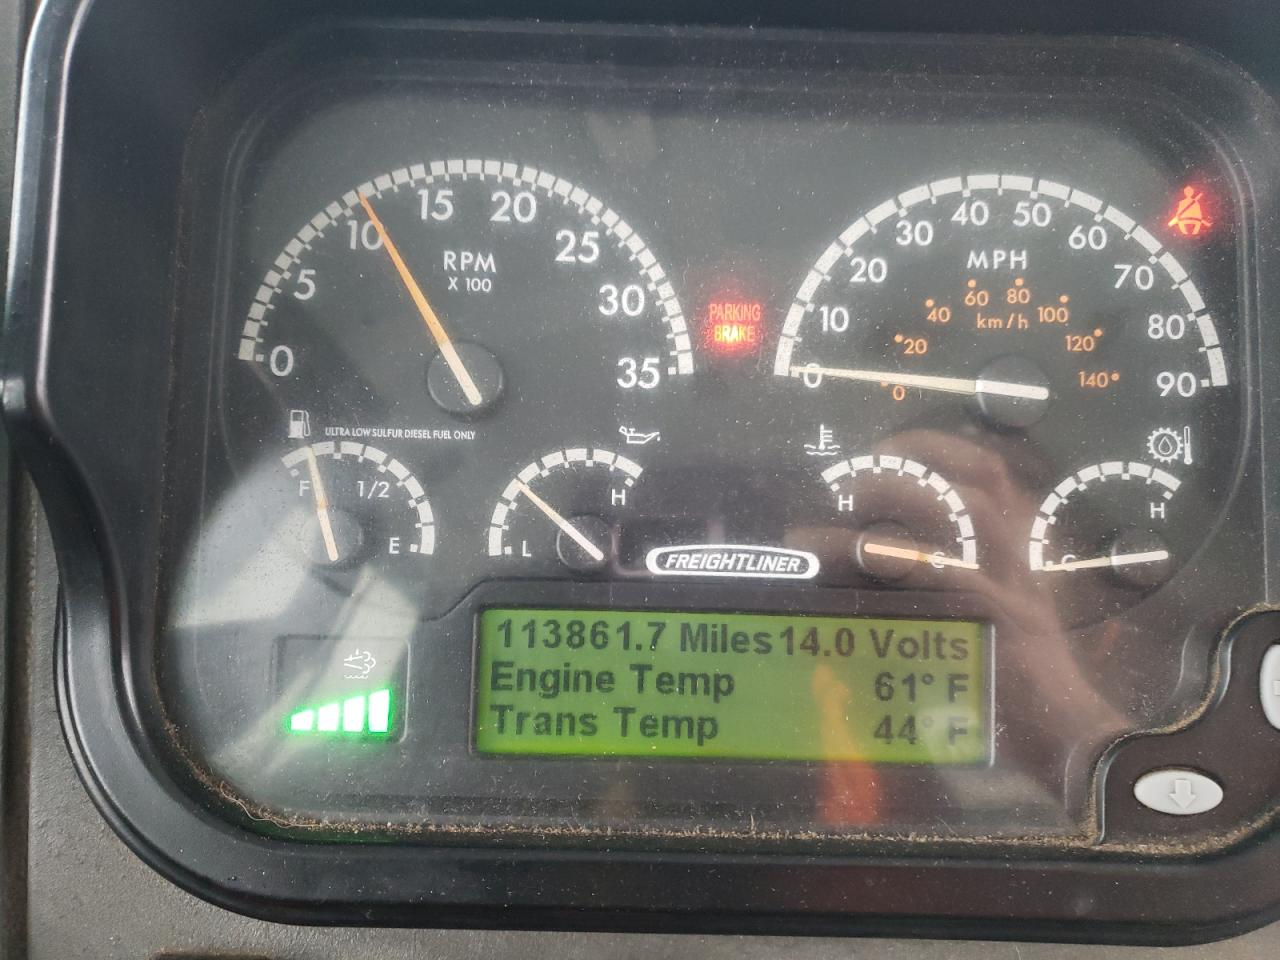 0
5
10
15
20
25
30
35
RPM
X 100
PARKING
BRAKE
0
10
20
30
40
50
60
70
80
90
MPH
0
20
40
60
80
100
120
140
km/h
ULTRA LOW SULFUR DIESEL FUEL ONLY
F
1/2
E
L
H
FREIGHTLINER
H
C
C
H
113861.7 Miles 14.0 Volts
Engine Temp 61° F
Trans Temp 44° F